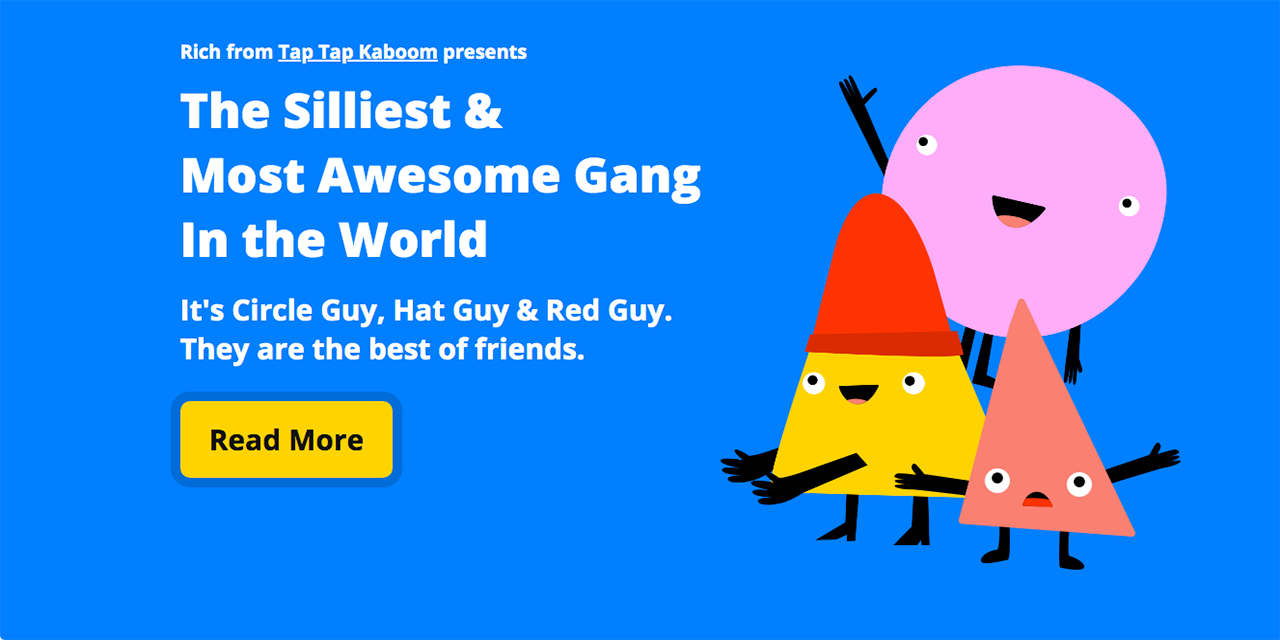 Rich from Tap Tap Kaboom presents
The Silliest &
Most Awesome Gang
In the World
It's Circle Guy, Hat Guy & Red Guy.
They are the best of friends.
Read More